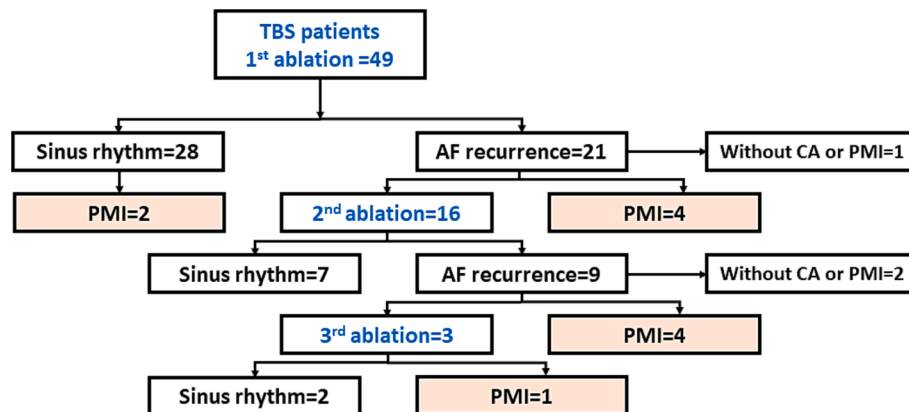 TBS patients
1st ablation =49
Sinus rhythm=28
AF recurrence=21
Without CA or PMI=1
PMI=2
2nd ablation=16
PMI=4
Sinus rhythm=7
AF recurrence=9
Without CA or PMI=2
3rd ablation=3
PMI=4
Sinus rhythm=2
PMI=1